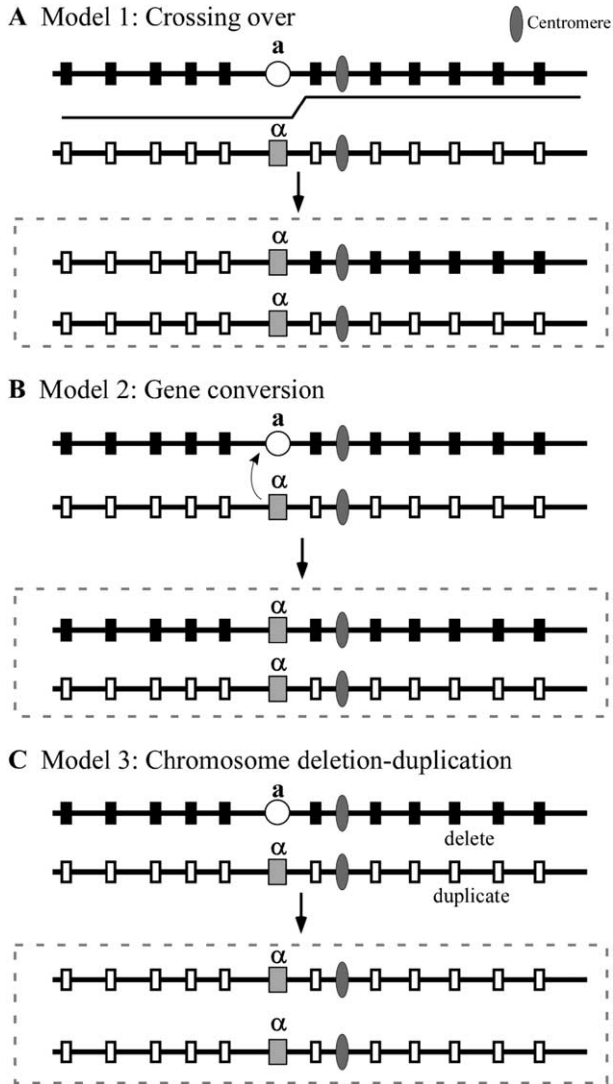 A Model 1: Crossing over
Centromere
a
α
α
α
B Model 2: Gene conversion
a
α
α
α
C Model 3: Chromosome deletion-duplication
a
delete
α
duplicate
α
α